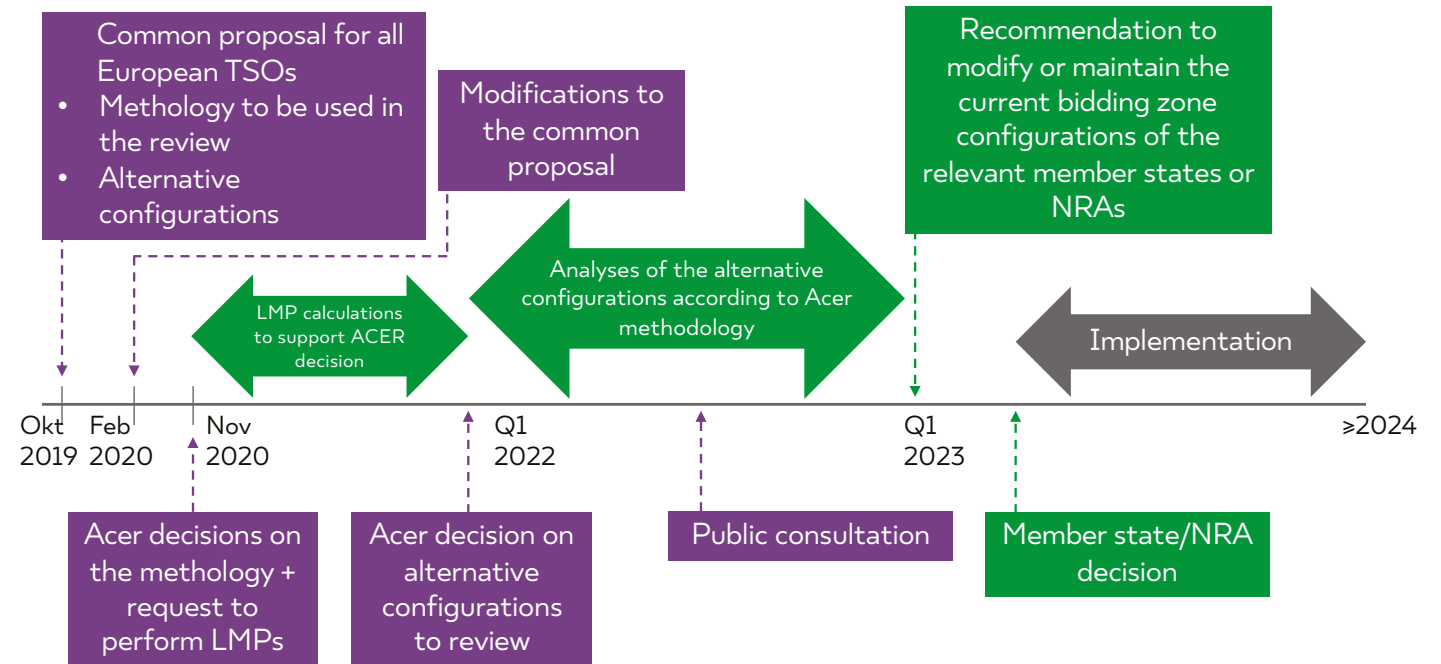 Common proposal for all
European TSOs
• Methology to be used in
the review
• Alternative
configurations
Modifications to
the common
proposal
Recommendation to
modify or maintain the
current bidding zone
configurations of the
relevant member states or
NRAs
LMP calculations
to support ACER
decision
Analyses of the alternative
configurations according to Acer
methodology
Implementation
Okt
2019
Feb
2020
Nov
2020
Q1
2022
Q1
2023
≥2024
Acer decisions on
the methology +
request to
perform LMPs
Acer decision on
alternative
configurations
to review
Public consultation
Member state/NRA
decision